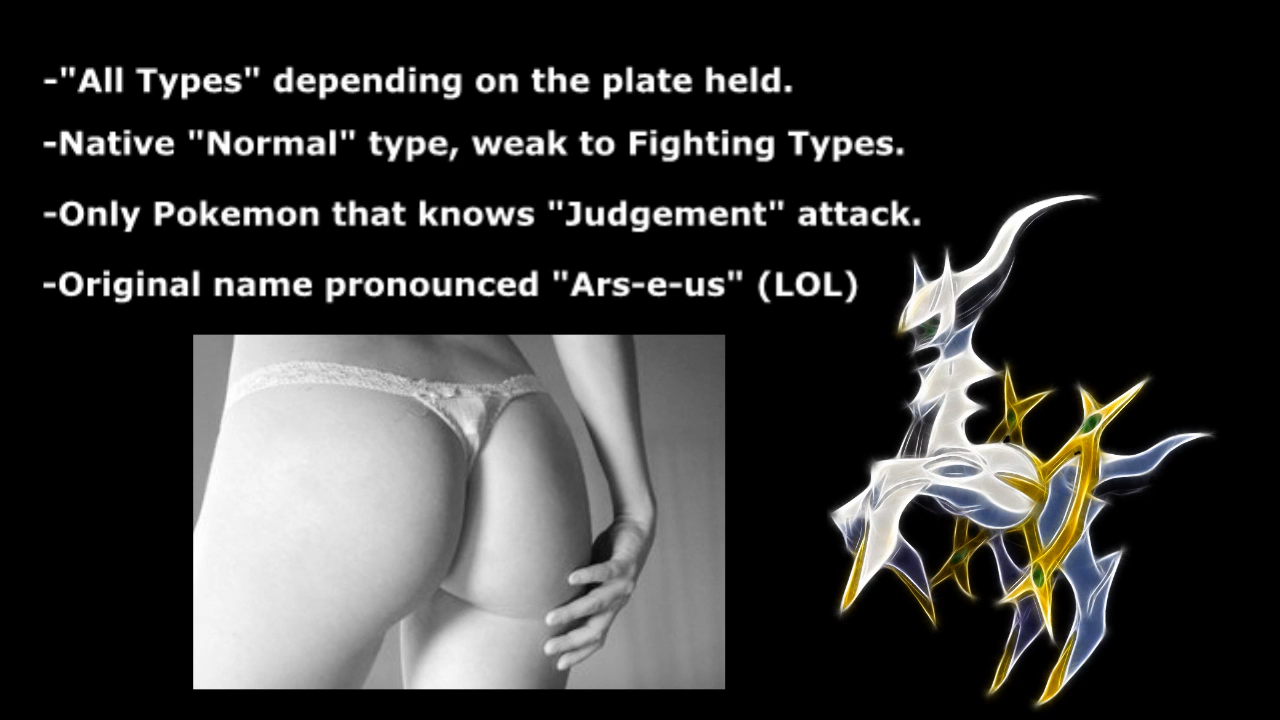 -"All Types" depending on the plate held.
-Native "Normal" type, weak to Fighting Types.
-Only Pokemon that knows "Judgement" attack.
-Original name pronounced "Ars-e-us" (LOL)